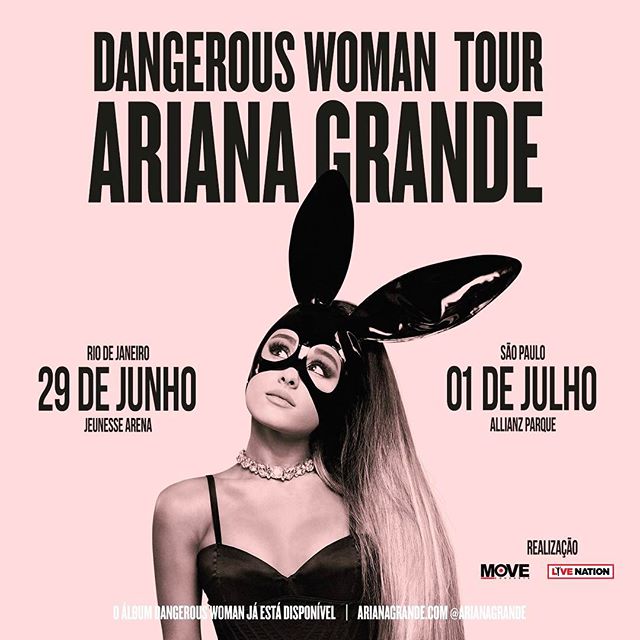 DANGEROUS WOMAN TOUR
ARIANA GRANDE
RIO DE JANEIRO
29 DE JUNHO
JEUNESSE ARENA
SÃO PAULO
01 DE JULHO
ALLIANZ PARQUE
REALIZAÇÃO
MOVE
LIVE NATION
O ÁLBUM DANGEROUS WOMAN JÁ ESTÁ DISPONÍVEL | ARIANAGRANDE.COM @ARIANAGRANDE